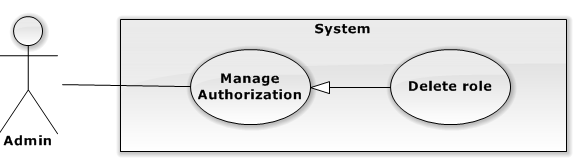 System
Manage
Authorization
Delete role
Admin